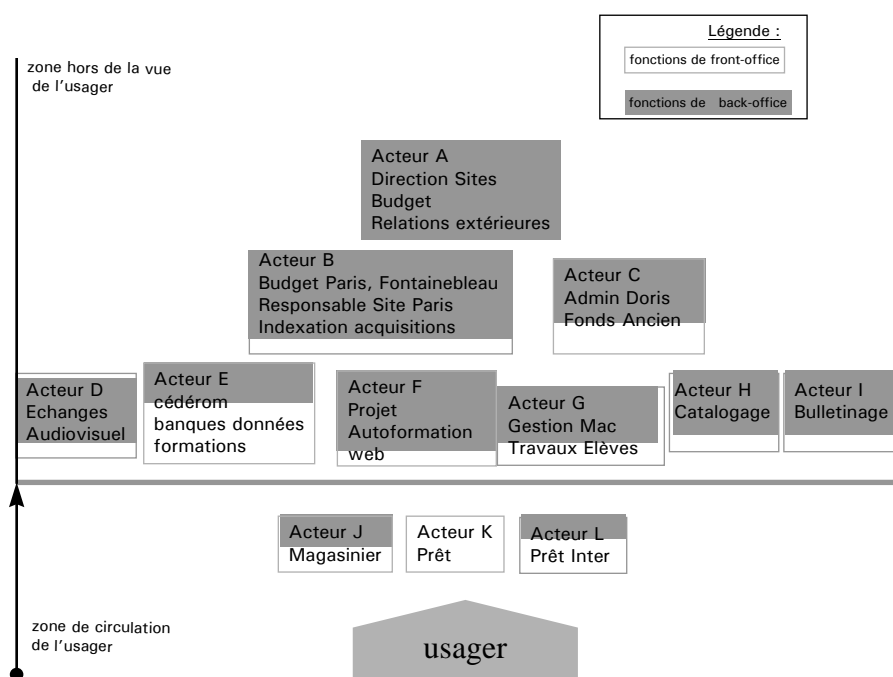 Légende :
fonctions de front-office
fonctions de back-office
zone hors de la vue
de l'usager
Acteur A
Direction Sites
Budget
Relations extérieures
Acteur B
Budget Paris, Fontainebleau
Responsable Site Paris
Indexation acquisitions
Acteur C
Admin Doris
Fonds Ancien
Acteur D
Echanges
Audiovisuel
Acteur E
cédérom
banques données
formations
Acteur F
Projet
Autoformation
web
Acteur G
Gestion Mac
Travaux Elèves
Acteur H
Catalogage
Acteur I
Bulletinage
Acteur J
Magasinier
Acteur K
Prêt
Acteur L
Prêt Inter
zone de circulation
de l'usager
usager